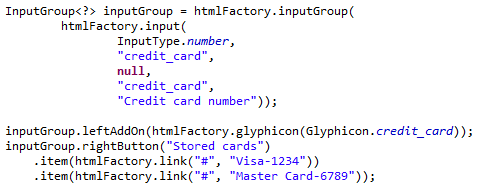 InputGroup<?> inputGroup = htmlFactory.inputGroup(
        htmlFactory.input(
                InputType.number,
                "credit_card",
                null,
                "credit_card",
                "Credit card number"));

inputGroup.leftAddOn(htmlFactory.glyphicon(Glyphicon.credit_card));
inputGroup.rightButton("Stored cards")
    .item(htmlFactory.link("#", "Visa-1234"))
    .item(htmlFactory.link("#", "Master Card-6789"));